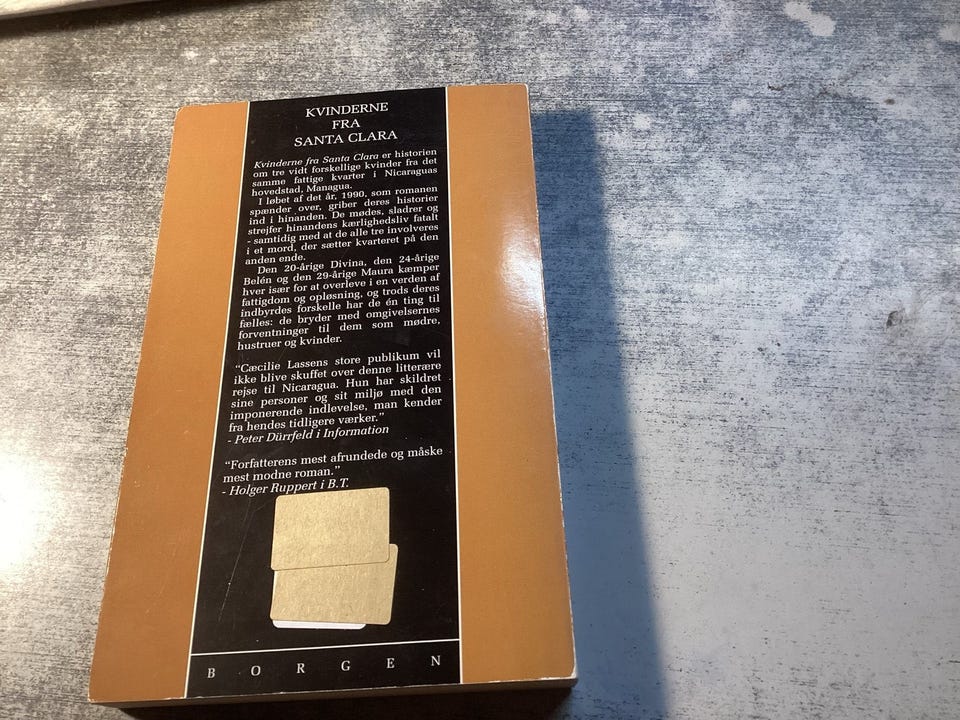 KVINDERNE
FRA
SANTA CLARA
Kvinderne fra Santa Clara er historien
om tre vidt forskellige kvinder fra det
samme fattige kvarter i Nicaraguas
hovedstad, Managua.
I løbet af det år, 1990, som romanen
spænder over, griber deres historier
ind i hinanden. De mødes, sladrer og
strejfer hinandens kærlighedsliv fatalt
- samtidig med at de alle tre involveres
i et mord, der sætter kvarteret på den
anden ende.
Den 20-årige Divina, den 24-årige
Belén og den 29-årige Maura kæmper
hver især for at overleve i en verden af
fattigdom og opløsning, og trods deres
indbyrdes forskelle har de én ting til
fælles: de bryder med omgivelsernes
forventninger til dem som mødre,
hustruer og kvinder.
"Cæcilie Lassens store publikum vil
ikke blive skuffet over denne litterære
rejse til Nicaragua. Hun har skildret
sine personer og sit miljø med den
imponerende indlevelse, man kender
fra hendes tidligere værker."
- Peter Dürrfeld i Information
"Forfatterens mest afrundede og måske
mest modne roman."
- Holger Ruppert i B.T.
BORGEN